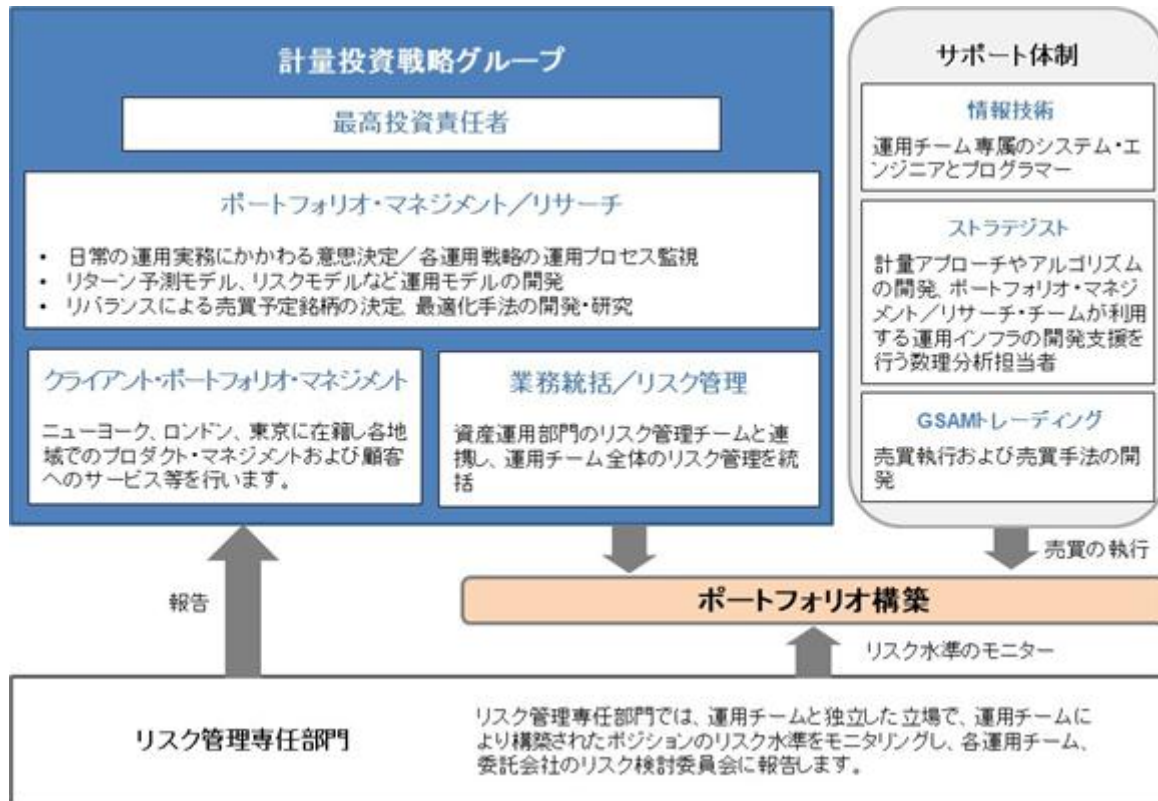 計量投資戦略グループ
最高投資責任者
ポートフォリオ・マネジメント／リサーチ
• 日常の運用実務にかかわる意思決定／各運用戦略の運用プロセス監視
• リターン予測モデル、リスクモデルなど運用モデルの開発
• リバランスによる売買予定銘柄の決定、最適化手法の開発・研究
クライアント・ポートフォリオ・マネジメント
ニューヨーク、ロンドン、東京に在籍し各地
域でのプロダクト・マネジメントおよび顧客
へのサービス等を行います。
業務統括／リスク管理
資産運用部門のリスク管理チームと連
携し、運用チーム全体のリスク管理を統
括
サポート体制
情報技術
運用チーム専属のシステム・エ
ンジニアとプログラマー
ストラテジスト
計量アプローチやアルゴリズム
の開発、ポートフォリオ・マネジ
メント／リサーチ・チームが利用
する運用インフラの開発支援を
行う数理分析担当者
GSAMトレーディング
売買執行および売買手法の開
発
売買の執行
報告
ポートフォリオ構築
リスク水準のモニター
リスク管理専任部門
リスク管理専任部門では、運用チームと独立した立場で、運用チームに
より構築されたポジションのリスク水準をモニタリングし、各運用チーム、
委託会社のリスク検討委員会に報告します。